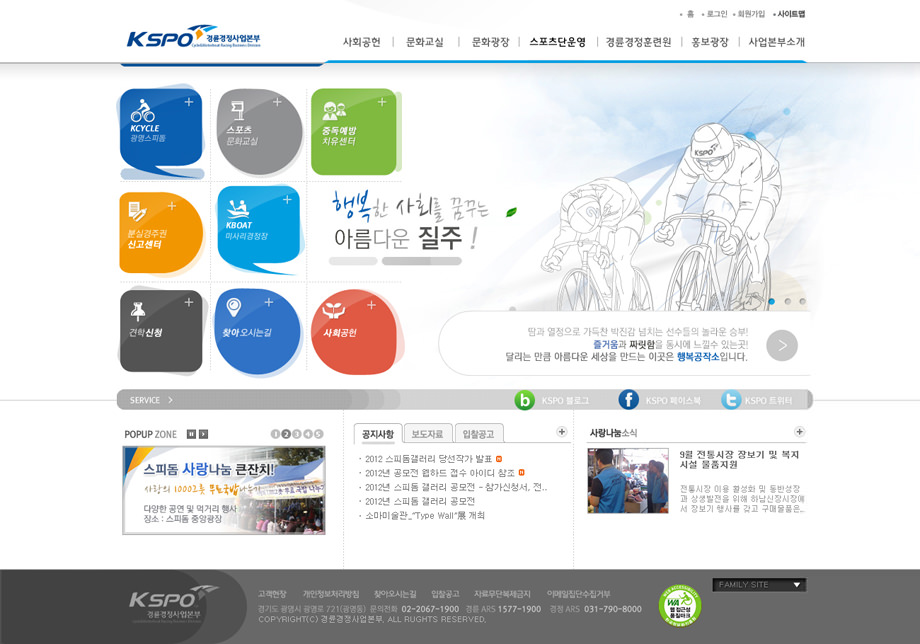 홈 로그인 회원가입 사이트맵
KSPO 경륜경정사업본부
사회공헌 문화교실 문화광장 스포츠단운영 경륜경정훈련원 홍보광장 사업본부소개
KCYCLE
광명스피돔
스포츠
문화교실
중독예방
치유센터
분실경주권
신고센터
KBOAT
미사리경정장
견학신청
찾아오시는길
사회공헌
행복한 사회를 꿈꾸는
아름다운 질주!
KSPO
땀과 열정으로 가득찬 박진감 넘치는 선수들의 놀라운 승부!
즐거움과 짜릿함을 동시에 느낄수 있는곳!
달리는 만큼 아름다운 세상을 만드는 이곳은 행복공작소입니다.
SERVICE
b KSPO 블로그
f KSPO 페이스북
t KSPO 트위터
POPUP ZONE
1 2 3 4 5
스피돔 사랑나눔 큰잔치!
사랑의 1000그릇 무료국밥나눔
다양한 공연 및 먹거리 행사
장소 : 스피돔 중앙광장
공지사항 보도자료 입찰공고
· 2012 스피돔갤러리 당선작가 발표
· 2012년 공모전 웹하드 접수 아이디 참조
· 2012년 스피돔 갤러리 공모전 - 참가신청서, 전..
· 2012년 스피돔 갤러리 공모전
· 소마미술관_"Type Wall"展 개최
사랑나눔소식
9월 전통시장 장보기 및 복지
시설 물품지원
전통시장 이용 활성화 및 동반성장
과 상생발전을 위해 하남신장시장에
서 장보기 행사를 갖고 구매물품은..
KSPO
경륜경정사업본부
고객헌장 개인정보처리방침 찾아오시는길 입찰공고 자료무단복제금지 이메일집단수집거부
경기도 광명시 광명로 721(광명동) 문의전화 02-2067-1900 경륜 ARS 1577-1900 경정 ARS 031-790-8000
COPYRIGHT(C) 경륜경정사업본부. ALL RUGHTS RESERVED.
WA
웹 접근성
품질마크
FAMILY SITE